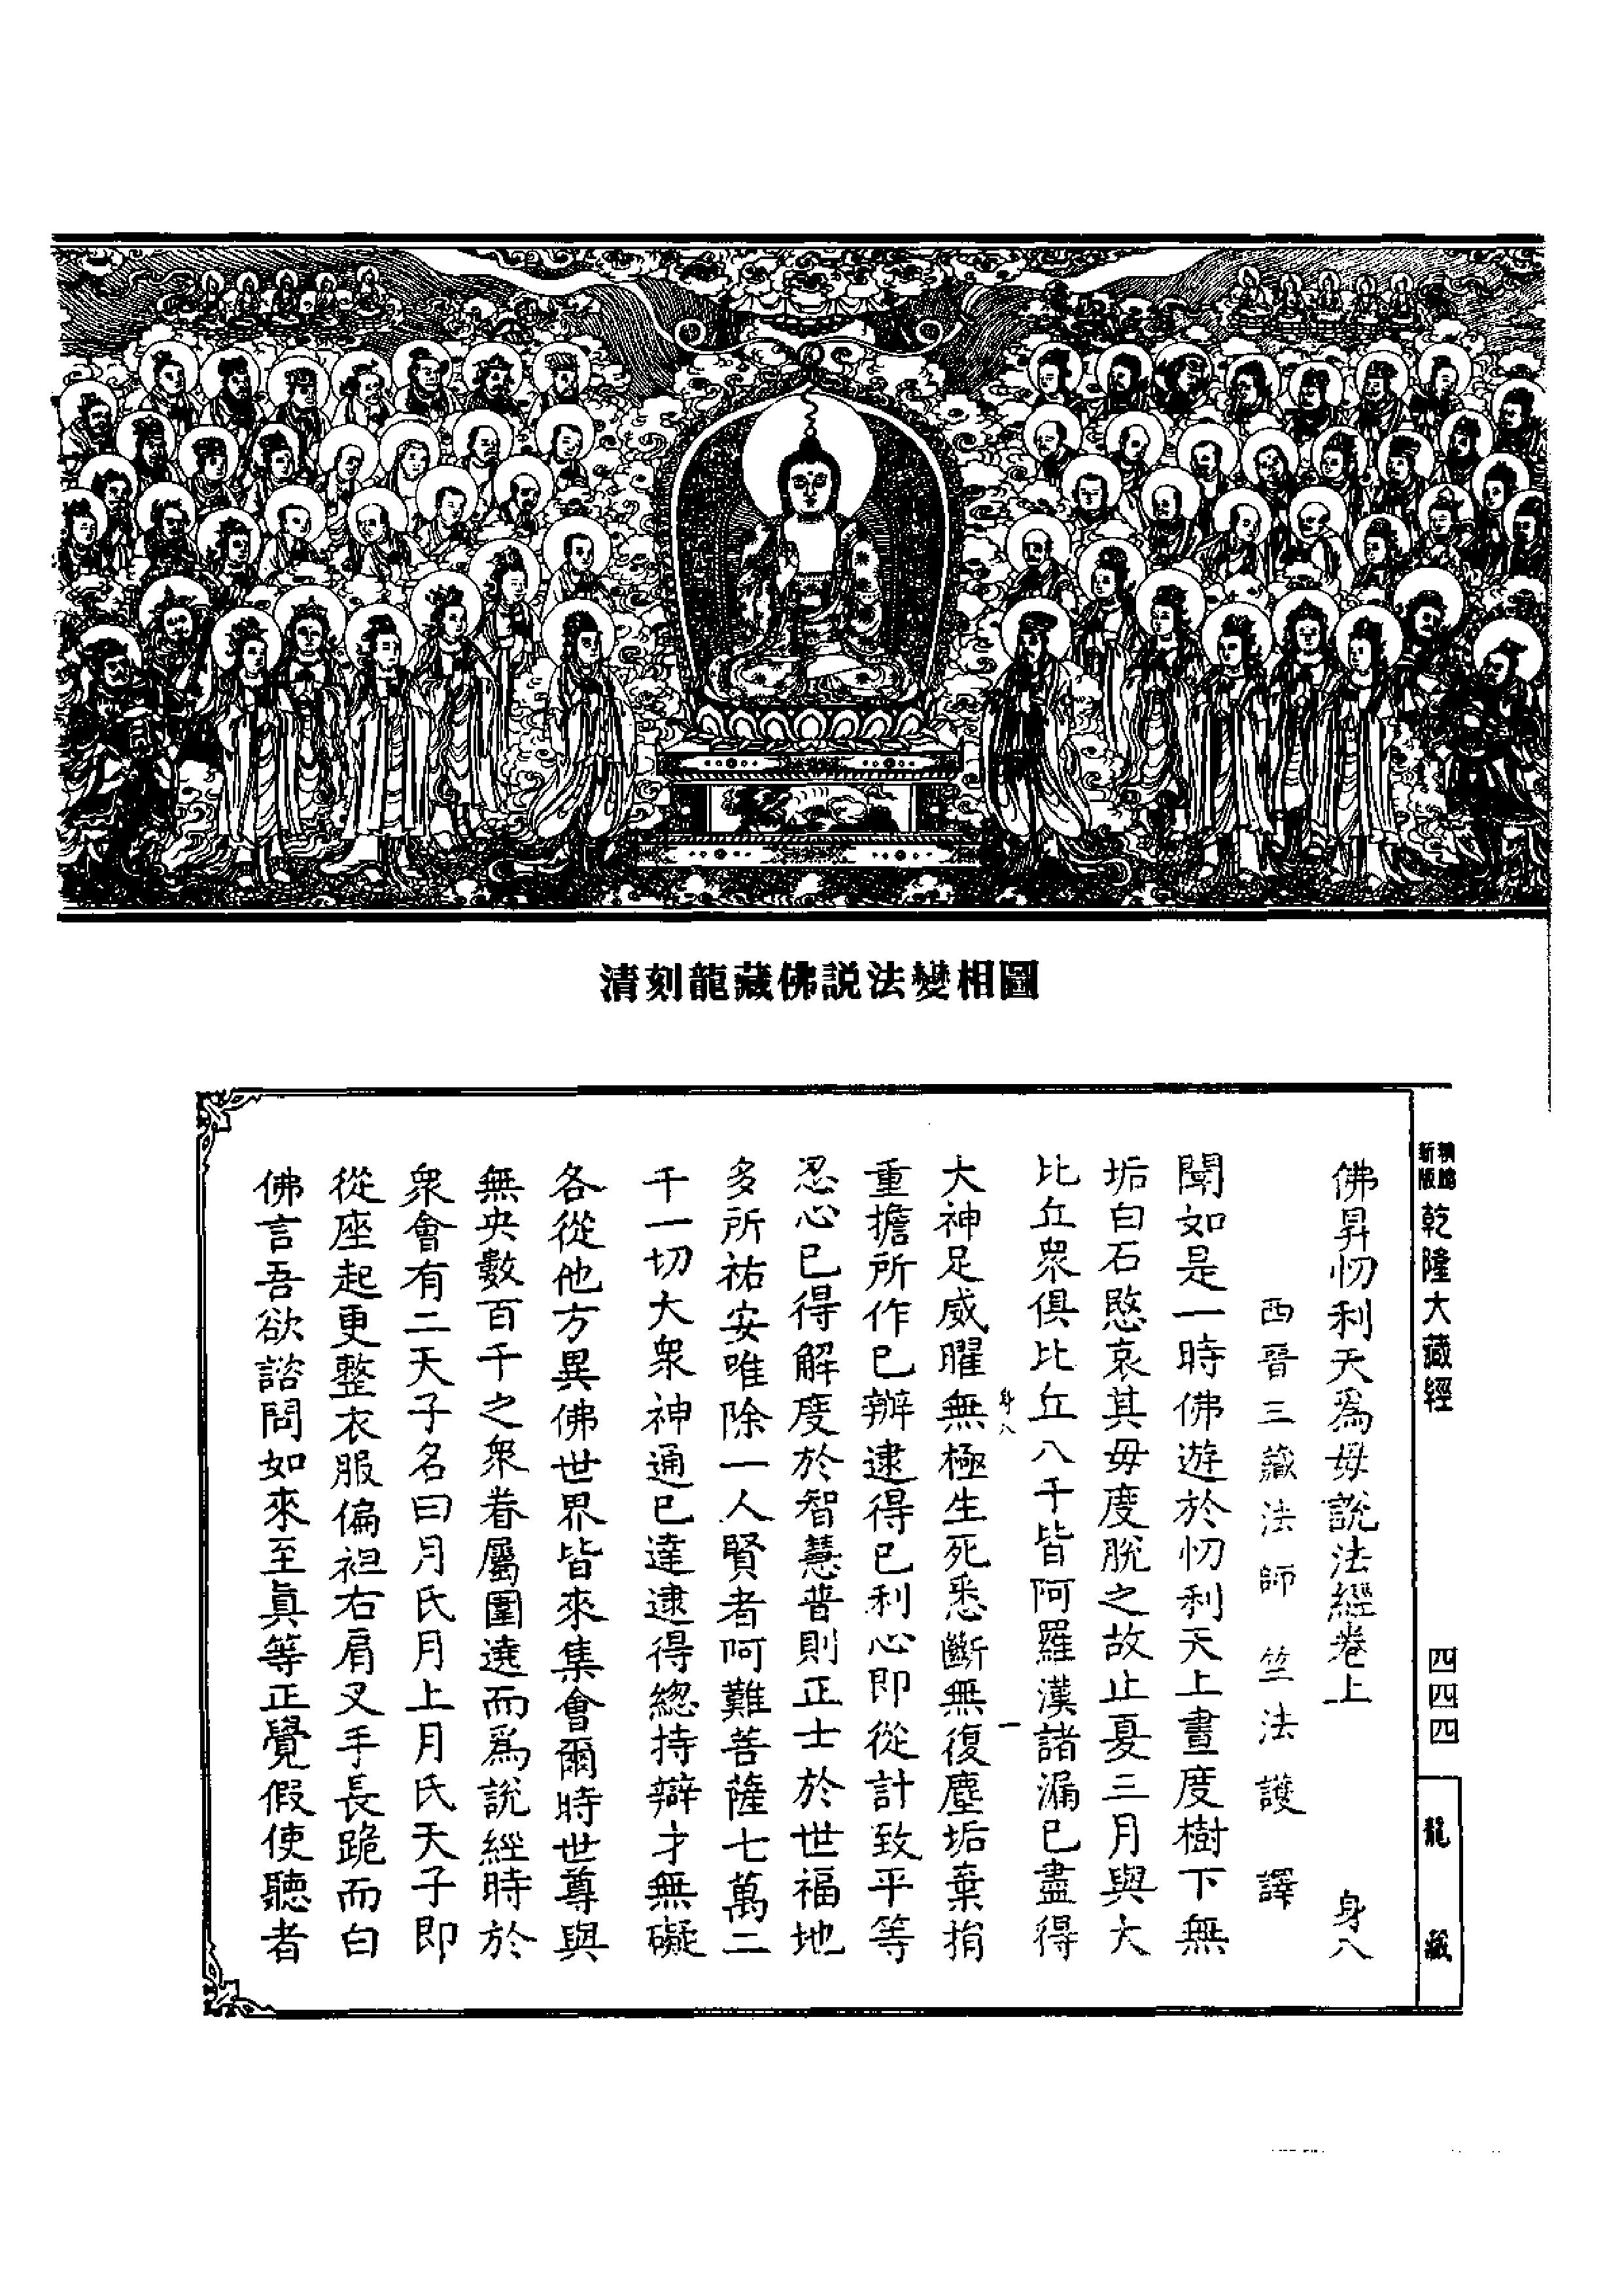 清刻龍藏佛説法變相圖
新版
乾隆大藏經
四四四
龍藏
佛昇忉利天爲母說法經卷上 身八
西晉三藏法師竺法護譯
聞如是一時佛遊於忉利天上晝度樹下無
垢白石愍哀其母度脫之故止夏三月與大
比丘衆俱比丘八千皆阿羅漢諸漏已盡得
身八 一
大神足威曜無極生死悉斷無復塵垢棄捐
重擔所作已辦逮得已利心即從計致平等
忍心已得解度於智慧普則正士於世福地
多所祐安唯除一人賢者阿難菩薩七萬二
千一切大衆神通已達逮得總持辯才無礙
各從他方異佛世界皆來集會爾時世尊與
無央數百千之衆眷屬圍遶而爲說經時於
衆會有二天子名曰月氏月上月氏天子即
從座起更整衣服偏袒右肩叉手長跪而白
佛言吾欲諮問如來至眞等正覺假使聽者